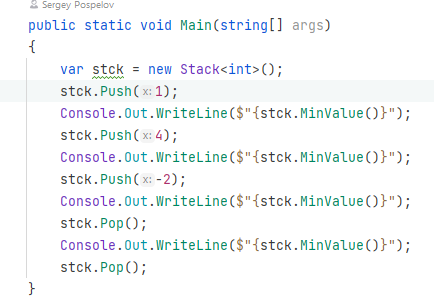 Sergey Pospelov
public static void Main(string[] args)
{
    var stck = new Stack<int>();
    stck.Push(x: 1);
    Console.Out.WriteLine($"{stck.MinValue()}");
    stck.Push(x: 4);
    Console.Out.WriteLine($"{stck.MinValue()}");
    stck.Push(x: -2);
    Console.Out.WriteLine($"{stck.MinValue()}");
    stck.Pop();
    Console.Out.WriteLine($"{stck.MinValue()}");
    stck.Pop();
}